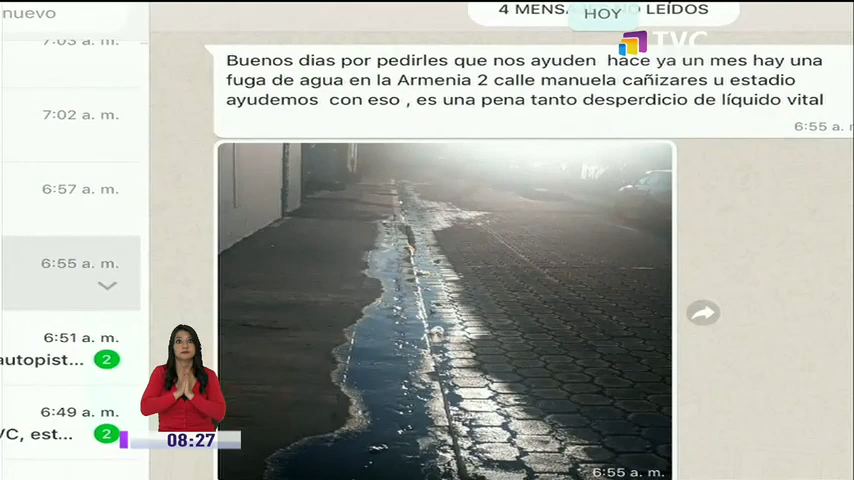 nuevo
4 MENS NO LEÍDOS
HOY
TVC
7:03 a. m.
Buenos dias por pedirles que nos ayuden hace ya un mes hay una
fuga de agua en la Armenia 2 calle manuela cañizares u estadio
ayudemos con eso , es una pena tanto desperdicio de líquido vital
6:55 a.
7:02 a. m.
6:57 a. m.
6:55 a. m.
6:51 a. m.
autopist... 2
6:49 a. m.
VC, est... 2
08:27
6:55 a. m.